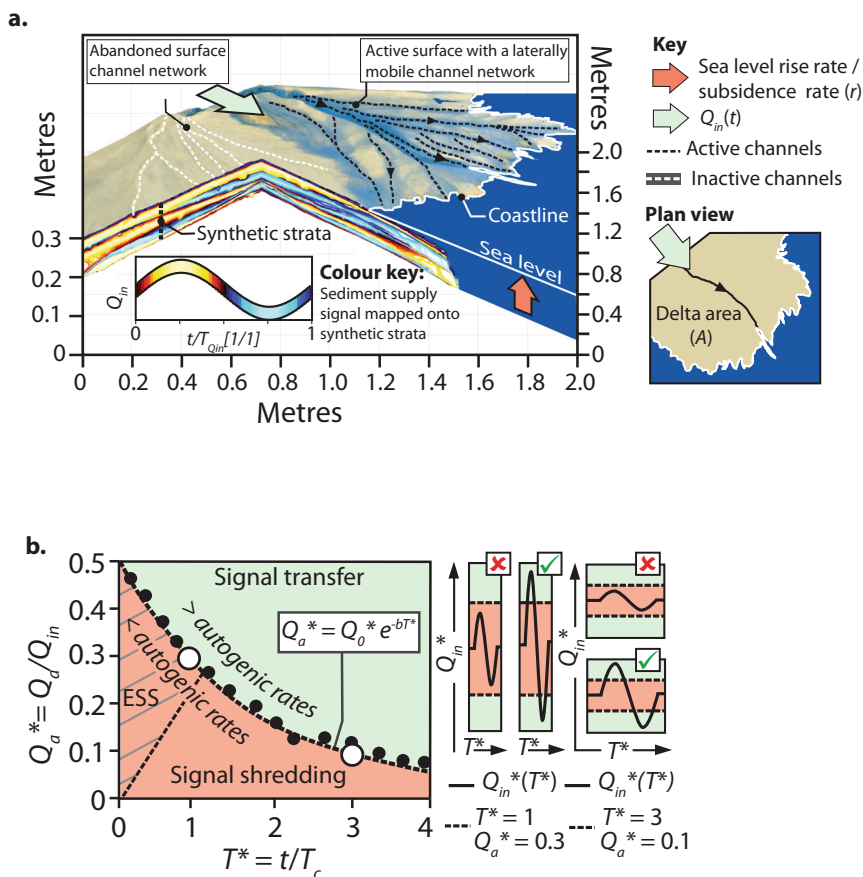 a.
Abandoned surface
channel network
Active surface with a laterally
mobile channel network
Metres
0.3
0.2
0.1
0
Synthetic strata
Q_in
0
t/T_Qin [1/1]
1
Colour key:
Sediment supply
signal mapped onto
synthetic strata
Coastline
Sea level
Metres
2.0
1.6
1.2
0.8
0.4
0
0 0.2 0.4 0.6 0.8 1.0 1.2 1.4 1.6 1.8 2.0
Metres
Key
Sea level rise rate /
subsidence rate (r)
Q_in(t)
Active channels
Inactive channels
Plan view
Delta area
(A)
b.
Q_a* = Q_a/Q_in
0.5
0.4
0.3
0.2
0.1
0
Signal transfer
> autogenic rates
< autogenic rates
ESS
Q_a* = Q_0* e^-bT*
Signal shredding
0 1 2 3 4
T* = t/T_c
Q_in*
T*
T*
Q_in*
T*
Q_in*(T*)
Q_in*(T*)
T* = 1
Q_a* = 0.3
T* = 3
Q_a* = 0.1